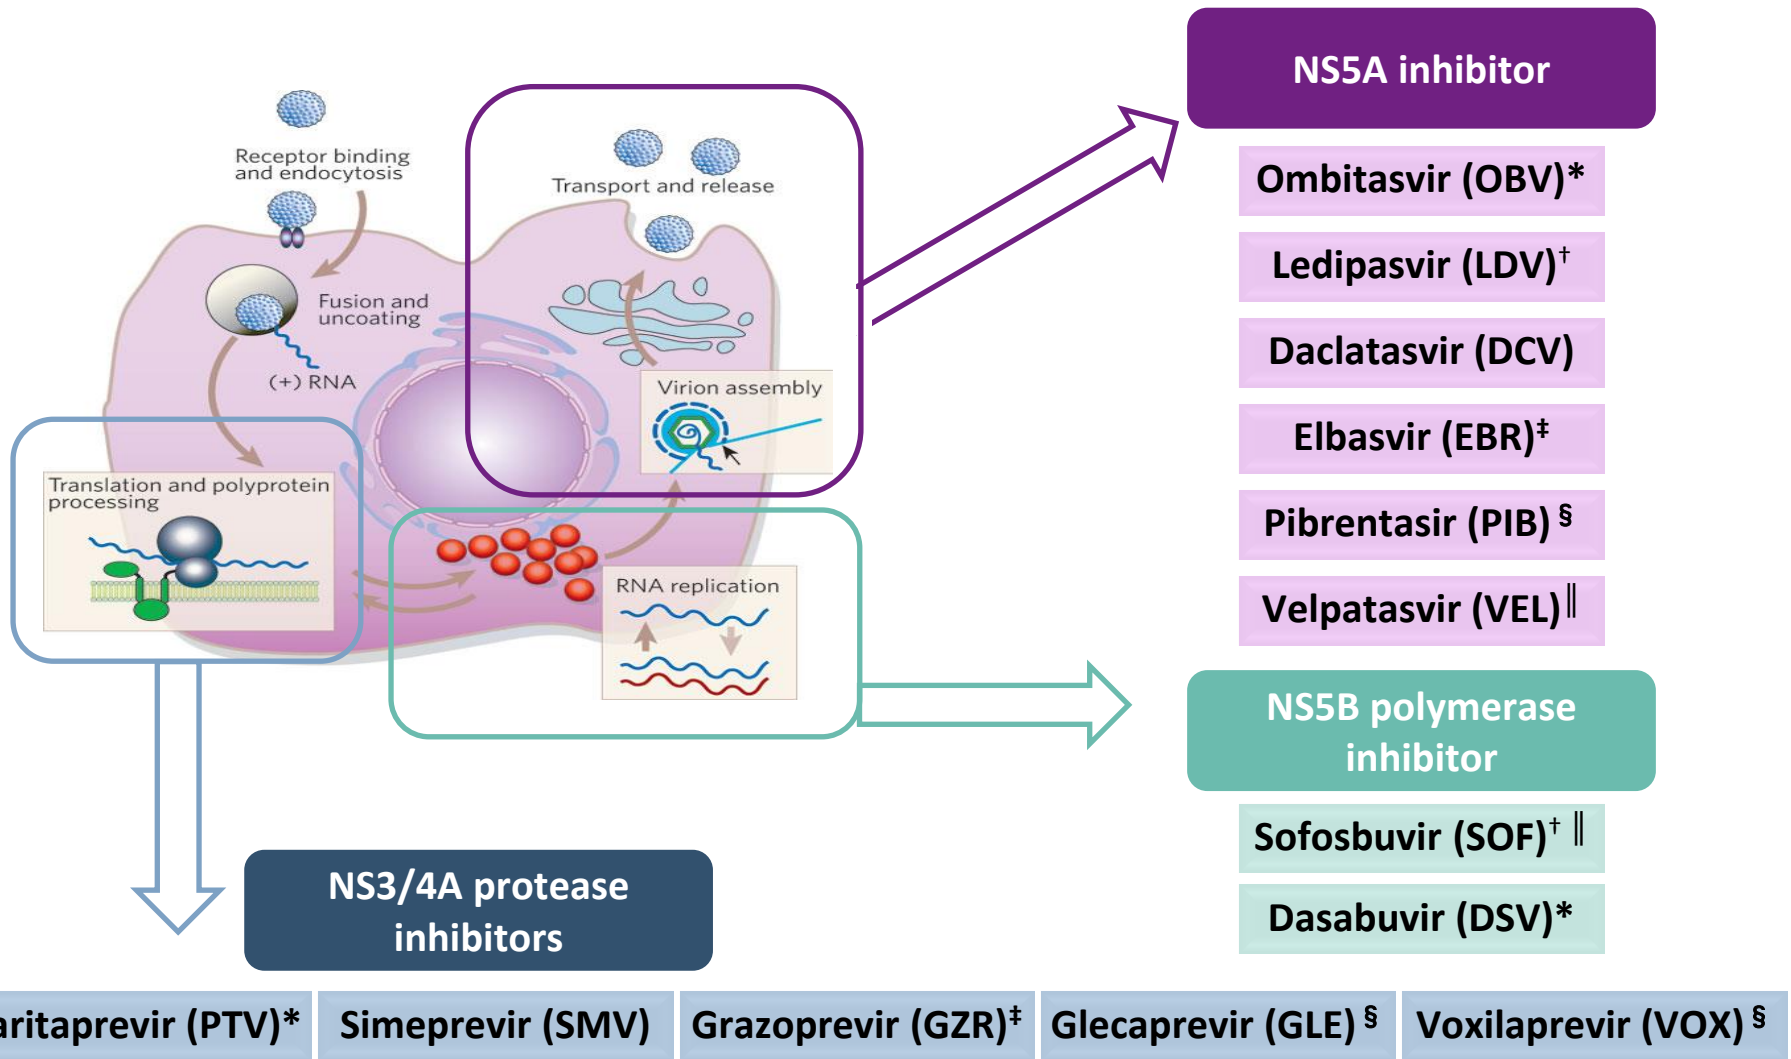 NS5A inhibitor
Receptor binding
and endocytosis
Transport and release
Ombitasvir (OBV)*
Ledipasvir (LDV)†
Fusion and
uncoating
(+) RNA
Daclatasvir (DCV)
Virion assembly
Elbasvir (EBR)‡
Translation and polyprotein
processing
Pibrentasir (PIB) §
RNA replication
Velpatasvir (VEL)‖
NS5B polymerase
inhibitor
Sofosbuvir (SOF)† ‖
Dasabuvir (DSV)*
NS3/4A protease
inhibitors
aritaprevir (PTV)*
Simeprevir (SMV)
Grazoprevir (GZR)‡
Glecaprevir (GLE) §
Voxilaprevir (VOX) §